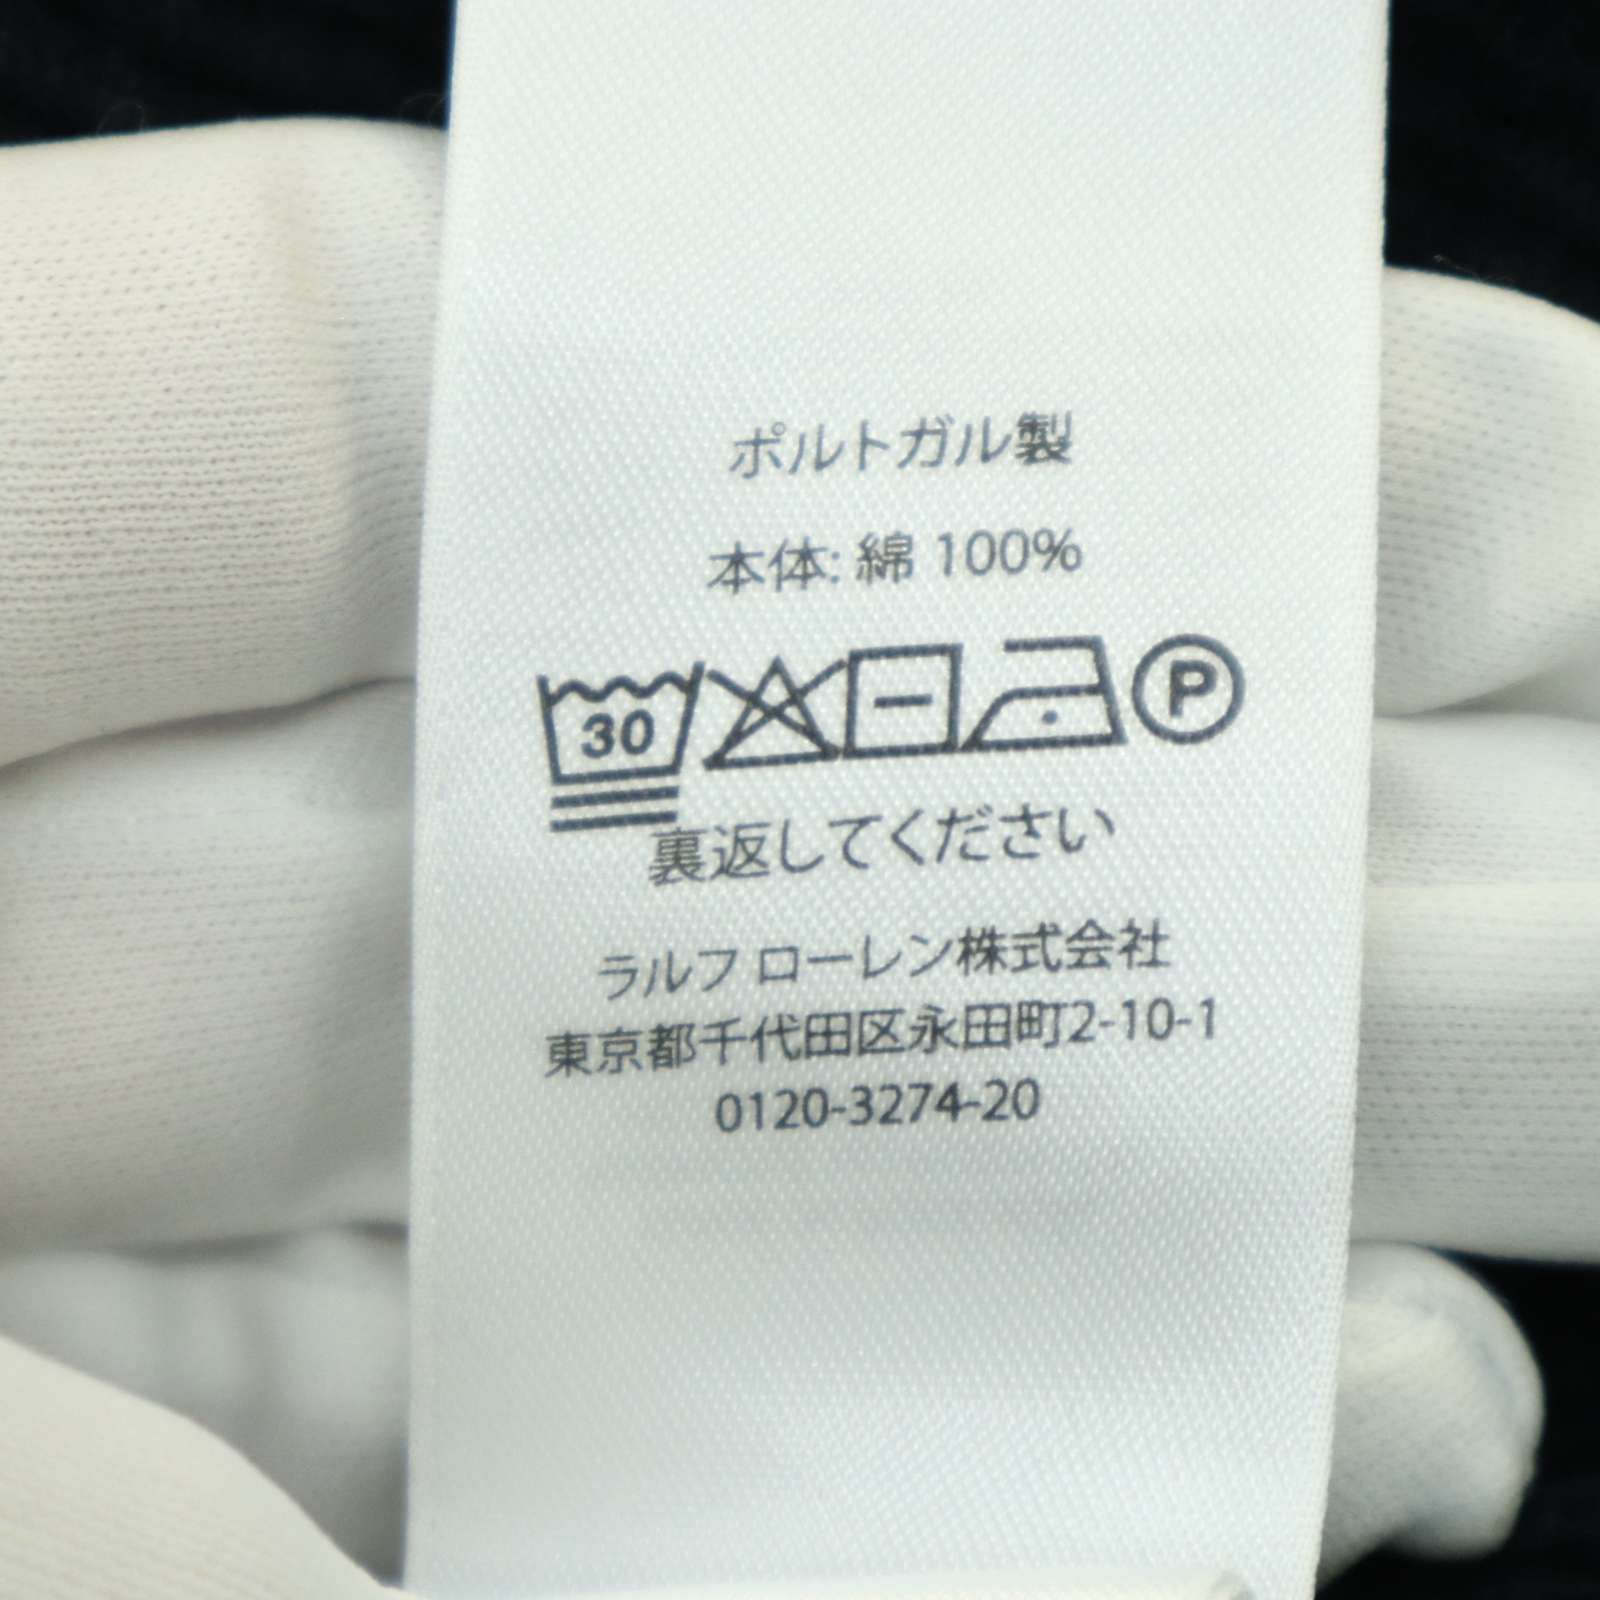 ポルトガル製
本体: 綿 100%
30 P
裏返してください
ラルフ ローレン株式会社
東京都千代田区永田町2-10-1
0120-3274-20